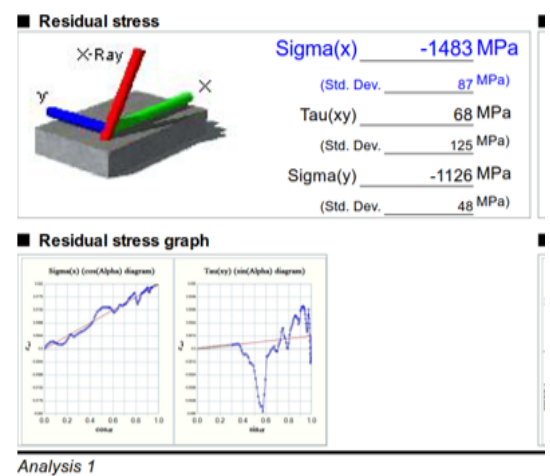 ■ Residual stress
X-Ray
X
y
Sigma(x) -1483 MPa
(Std. Dev. 87 MPa)
Tau(xy) 68 MPa
(Std. Dev. 125 MPa)
Sigma(y) -1126 MPa
(Std. Dev. 48 MPa)
■ Residual stress graph
Sigma(x) (cos(Alpha) diagram)
Tau(xy) (sin(Alpha) diagram)
0.0 0.2 0.4 0.6 0.8 1.0
0.0 0.2 0.4 0.6 0.8 1.0
cosα
sinα
Analysis 1